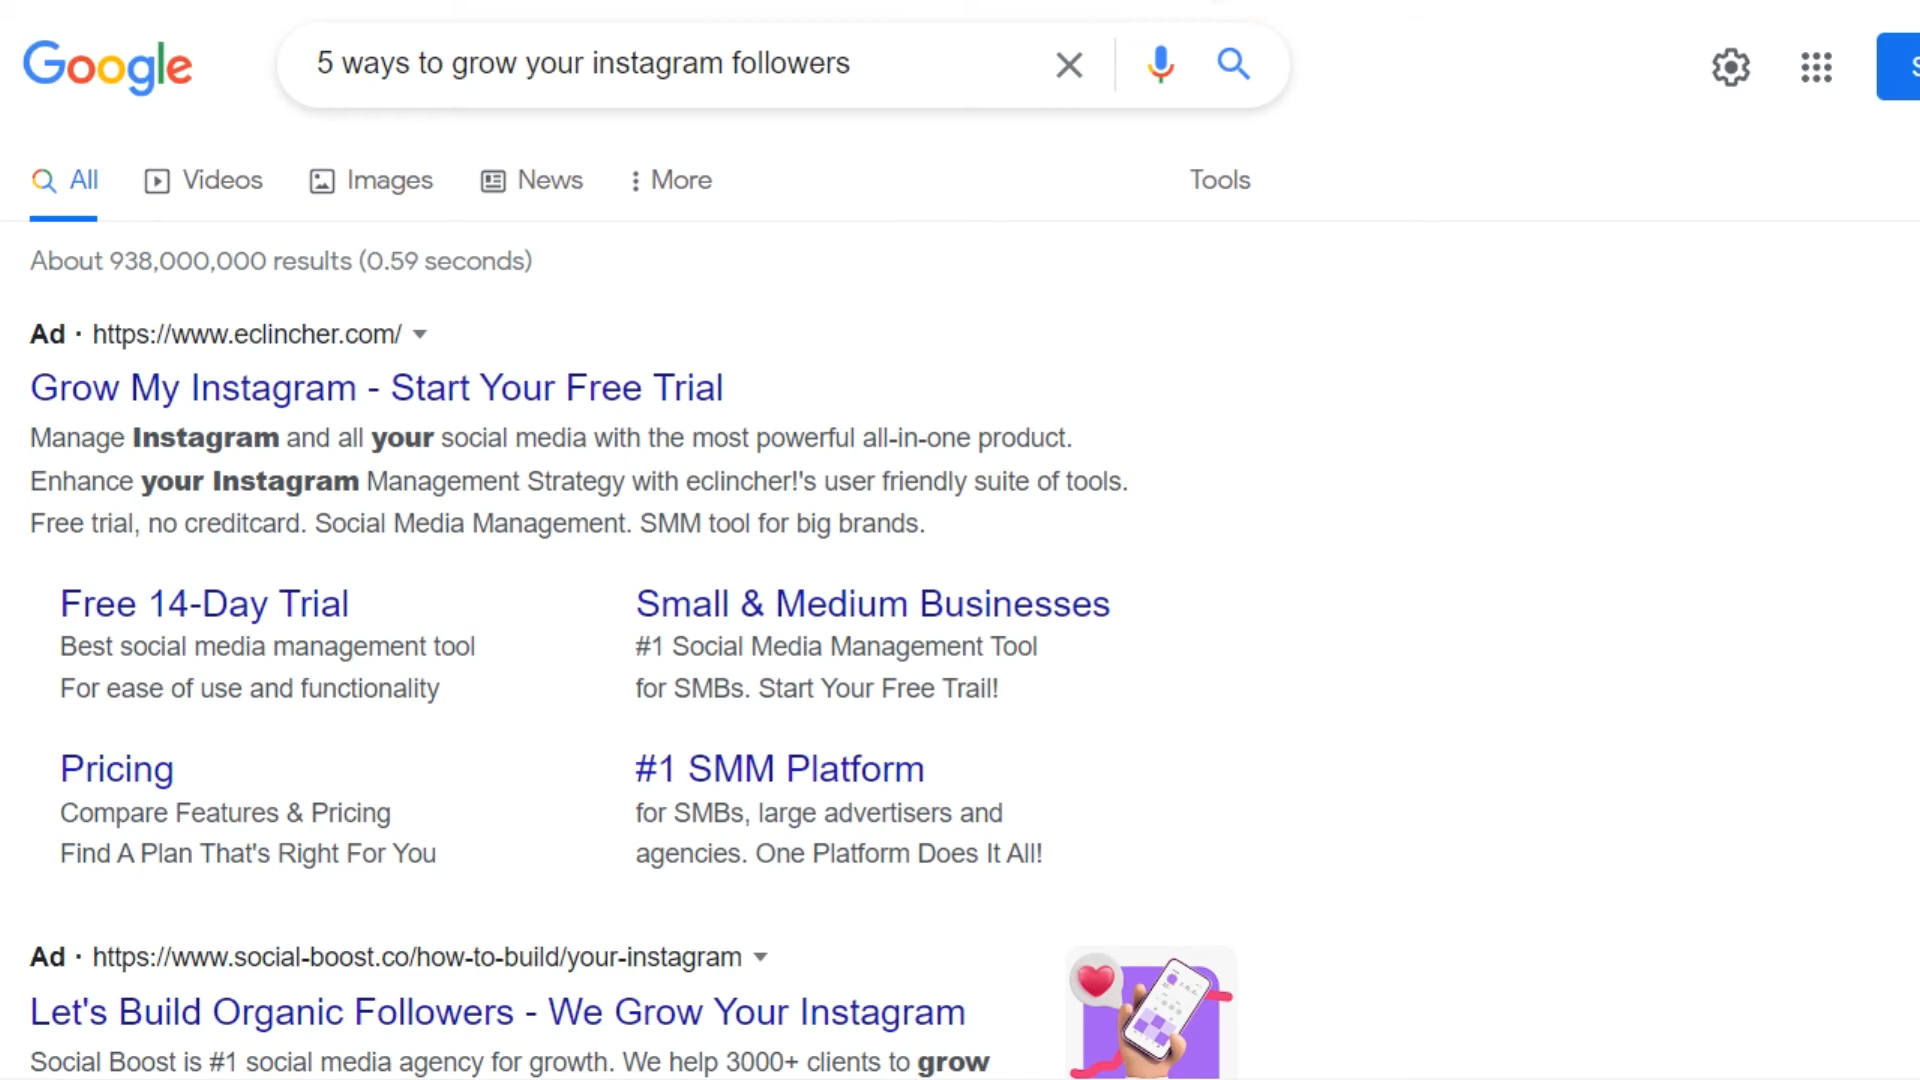 Google
5 ways to grow your instagram followers
All Videos Images News More Tools
About 938,000,000 results (0.59 seconds)
Ad · https://www.eclincher.com/
Grow My Instagram - Start Your Free Trial
Manage Instagram and all your social media with the most powerful all-in-one product.
Enhance your Instagram Management Strategy with eclincher!'s user friendly suite of tools.
Free trial, no creditcard. Social Media Management. SMM tool for big brands.
Free 14-Day Trial
Best social media management tool
For ease of use and functionality
Small & Medium Businesses
#1 Social Media Management Tool
for SMBs. Start Your Free Trail!
Pricing
Compare Features & Pricing
Find A Plan That's Right For You
#1 SMM Platform
for SMBs, large advertisers and
agencies. One Platform Does It All!
Ad · https://www.social-boost.co/how-to-build/your-instagram
Let's Build Organic Followers - We Grow Your Instagram
Social Boost is #1 social media agency for growth. We help 3000+ clients to grow